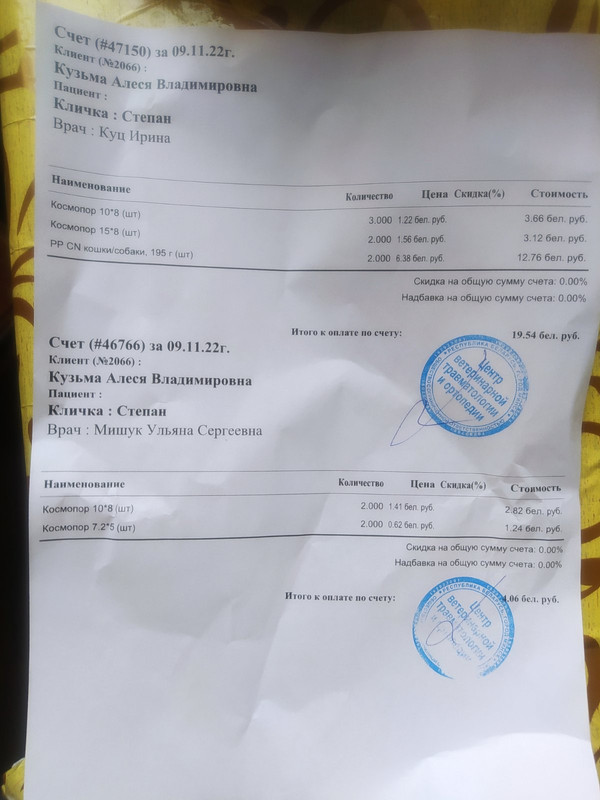 Счет (#47150) за 09.11.22г.
Клиент (№2066) :
Кузьма Алеся Владимировна
Пациент :
Кличка : Степан
Врач : Куц Ирина
Наименование Количество Цена Скидка(%) Стоимость
Космопор 10*8 (шт) 3.000 1.22 бел. руб. 3.66 бел. руб.
Космопор 15*8 (шт) 2.000 1.56 бел. руб. 3.12 бел. руб.
PP CN кошки/собаки, 195 г (шт) 2.000 6.38 бел. руб. 12.76 бел. руб.
Скидка на общую сумму счета: 0.00%
Надбавка на общую сумму счета: 0.00%
Итого к оплате по счету: 19.54 бел. руб.
Центр
ветеринарной
травматологии
и ортопедии
Счет (#46766) за 09.11.22г.
Клиент (№2066) :
Кузьма Алеся Владимировна
Пациент :
Кличка : Степан
Врач : Мишук Ульяна Сергеевна
Наименование Количество Цена Скидка(%) Стоимость
Космопор 10*8 (шт) 2.000 1.41 бел. руб. 2.82 бел. руб.
Космопор 7.2*5 (шт) 2.000 0.62 бел. руб. 1.24 бел. руб.
Скидка на общую сумму счета: 0.00%
Надбавка на общую сумму счета: 0.00%
Итого к оплате по счету: 4.06 бел. руб.
Центр
ветеринарной
травматологии